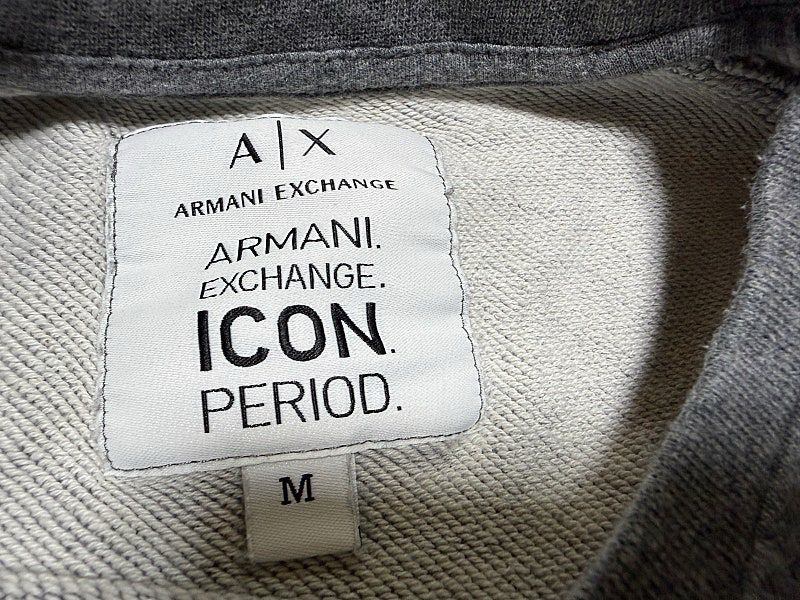 A|X
ARMANI EXCHANGE
ARMANI.
EXCHANGE.
ICON.
PERIOD.
M